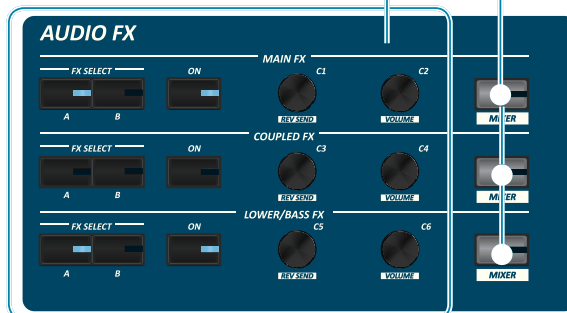 AUDIO FX
MAIN FX
FX SELECT ON C1 C2
A B REV SEND VOLUME MIXER
COUPLED FX
FX SELECT ON C3 C4
A B REV SEND VOLUME MIXER
LOWER/BASS FX
FX SELECT ON C5 C6
A B REV SEND VOLUME MIXER